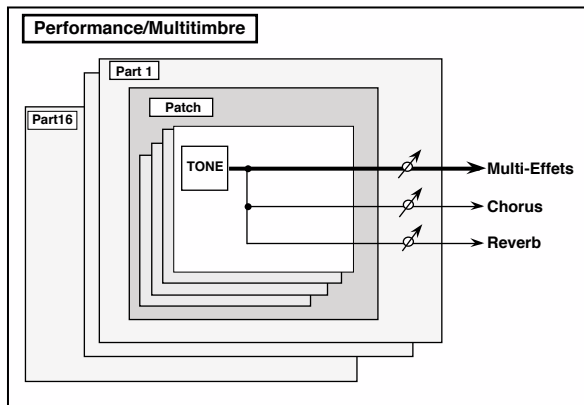 Performance/Multitimbre
Part 1
Patch
Part16
TONE
Multi-Effets
Chorus
Reverb